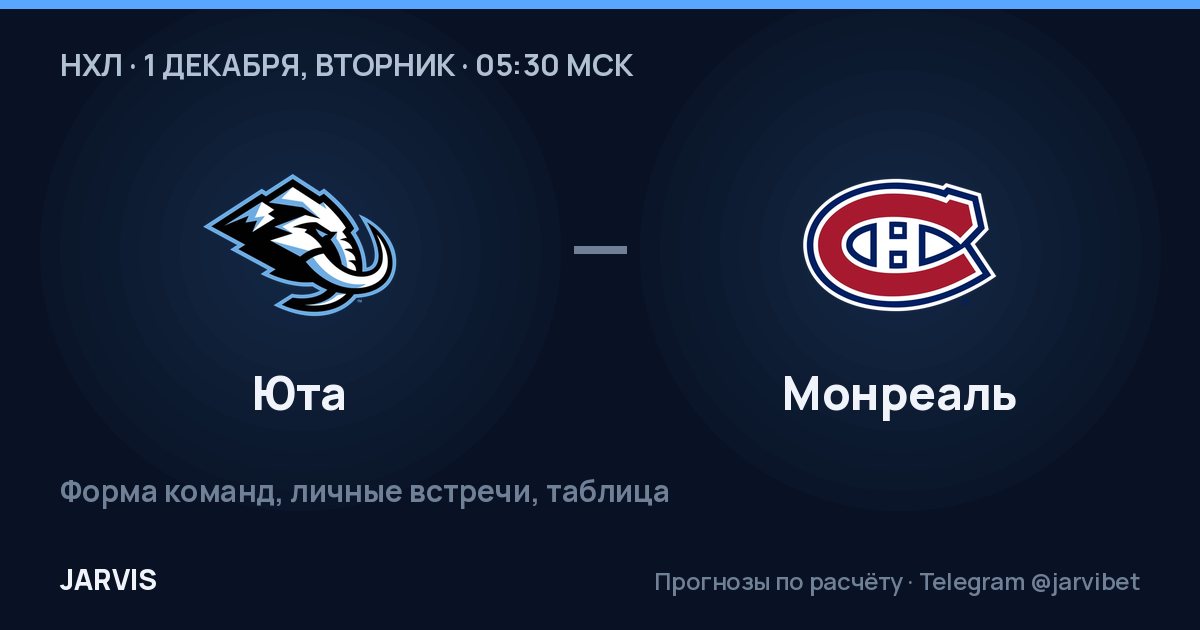 НХЛ · 1 ДЕКАБРЯ, ВТОРНИК · 05:30 МСК
Юта — Монреаль
Форма команд, личные встречи, таблица
JARVIS
Прогнозы по расчёту · Telegram @jarvibet